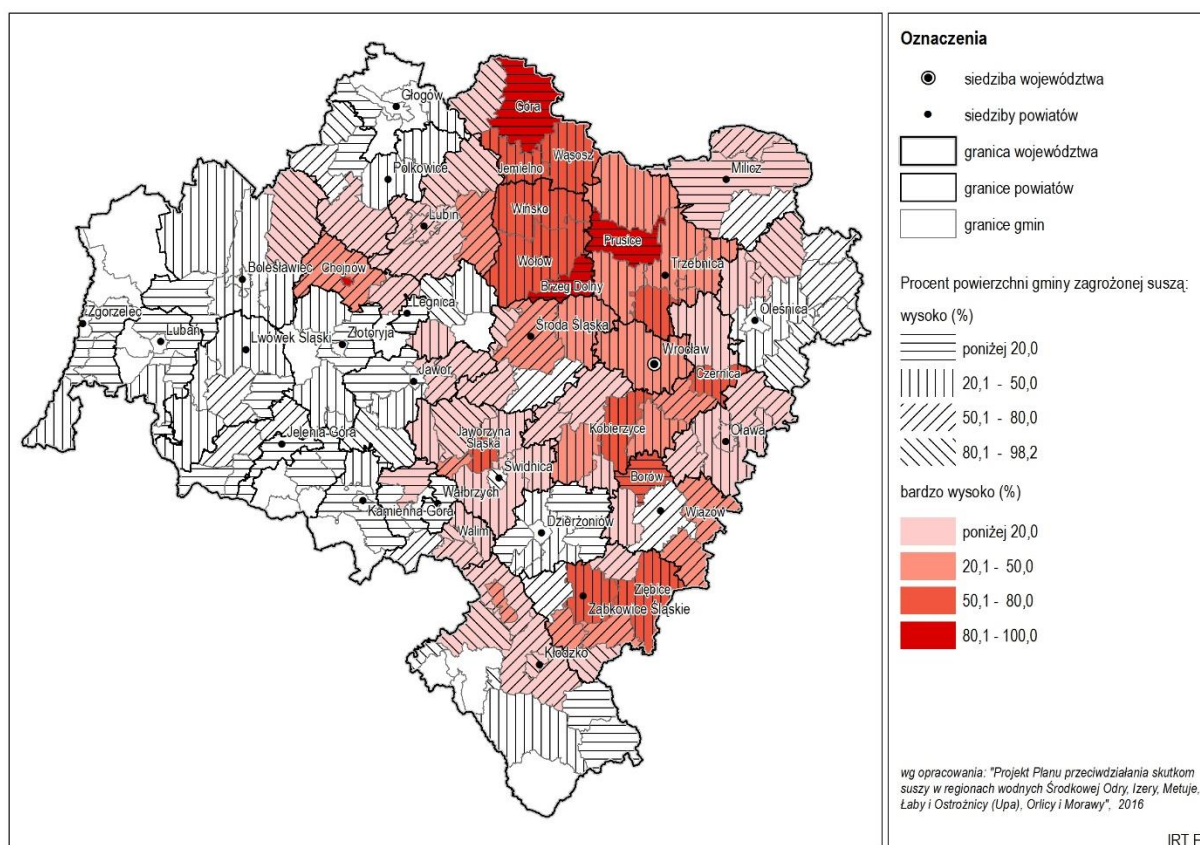 Głogów
Góra
Polkowice
Jemielno
Wąsosz
Milicz
Lubin
Wińsko
Prusice
Bolesławiec
Chojnów
Wołów
Trzebnica
Brzeg Dolny
Legnica
Zgorzelec
Lubań
Lwówek Śląski
Złotoryja
Środa Śląska
Oleśnica
Wrocław
Jawor
Czernica
Jelenia Góra
Jaworzyna
Śląska
Kobierzyce
Oława
Świdnica
Borów
Wałbrzych
Kamienna Góra
Dzierżoniów
Wiązów
Walim
Ziębice
Ząbkowice Śląskie
Kłodzko
Oznaczenia
siedziba województwa
siedziby powiatów
granica województwa
granice powiatów
granice gmin
Procent powierzchni gminy zagrożonej suszą:
wysoko (%)
poniżej 20,0
20,1 - 50,0
50,1 - 80,0
80,1 - 98,2
bardzo wysoko (%)
poniżej 20,0
20,1 - 50,0
50,1 - 80,0
80,1 - 100,0
wg opracowania: "Projekt Planu przeciwdziałania skutkom
suszy w regionach wodnych Środkowej Odry, Izery, Metuje,
Łaby i Ostrożnicy (Upa), Orlicy i Morawy", 2016
IRT